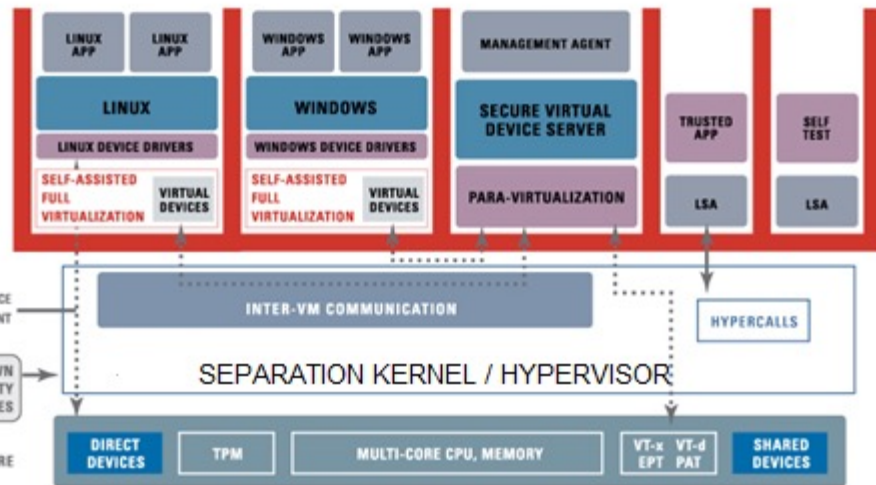 LINUX APP
LINUX APP
LINUX
LINUX DEVICE DRIVERS
SELF-ASSISTED
FULL
VIRTUALIZATION
VIRTUAL
DEVICES
WINDOWS APP
WINDOWS APP
WINDOWS
WINDOWS DEVICE DRIVERS
SELF-ASSISTED
FULL
VIRTUALIZATION
VIRTUAL
DEVICES
MANAGEMENT AGENT
SECURE VIRTUAL
DEVICE SERVER
PARA-VIRTUALIZATION
TRUSTED
APP
LSA
SELF
TEST
LSA
INTER-VM COMMUNICATION
HYPERCALLS
SEPARATION KERNEL / HYPERVISOR
DIRECT
DEVICES
TPM
MULTI-CORE CPU, MEMORY
VT-x VT-d
EPT PAT
SHARED
DEVICES